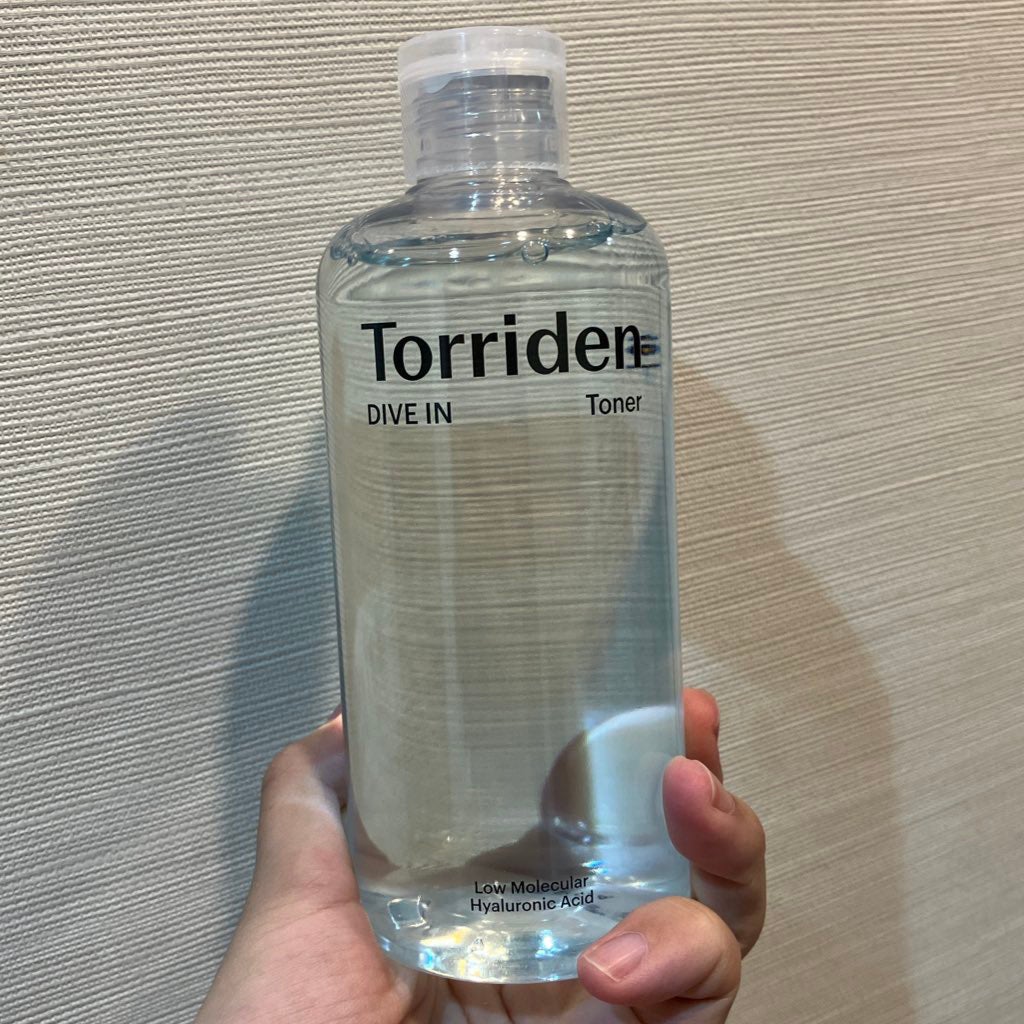 Torriden
DIVE IN Toner
Low Molecular
Hyaluronic Acid